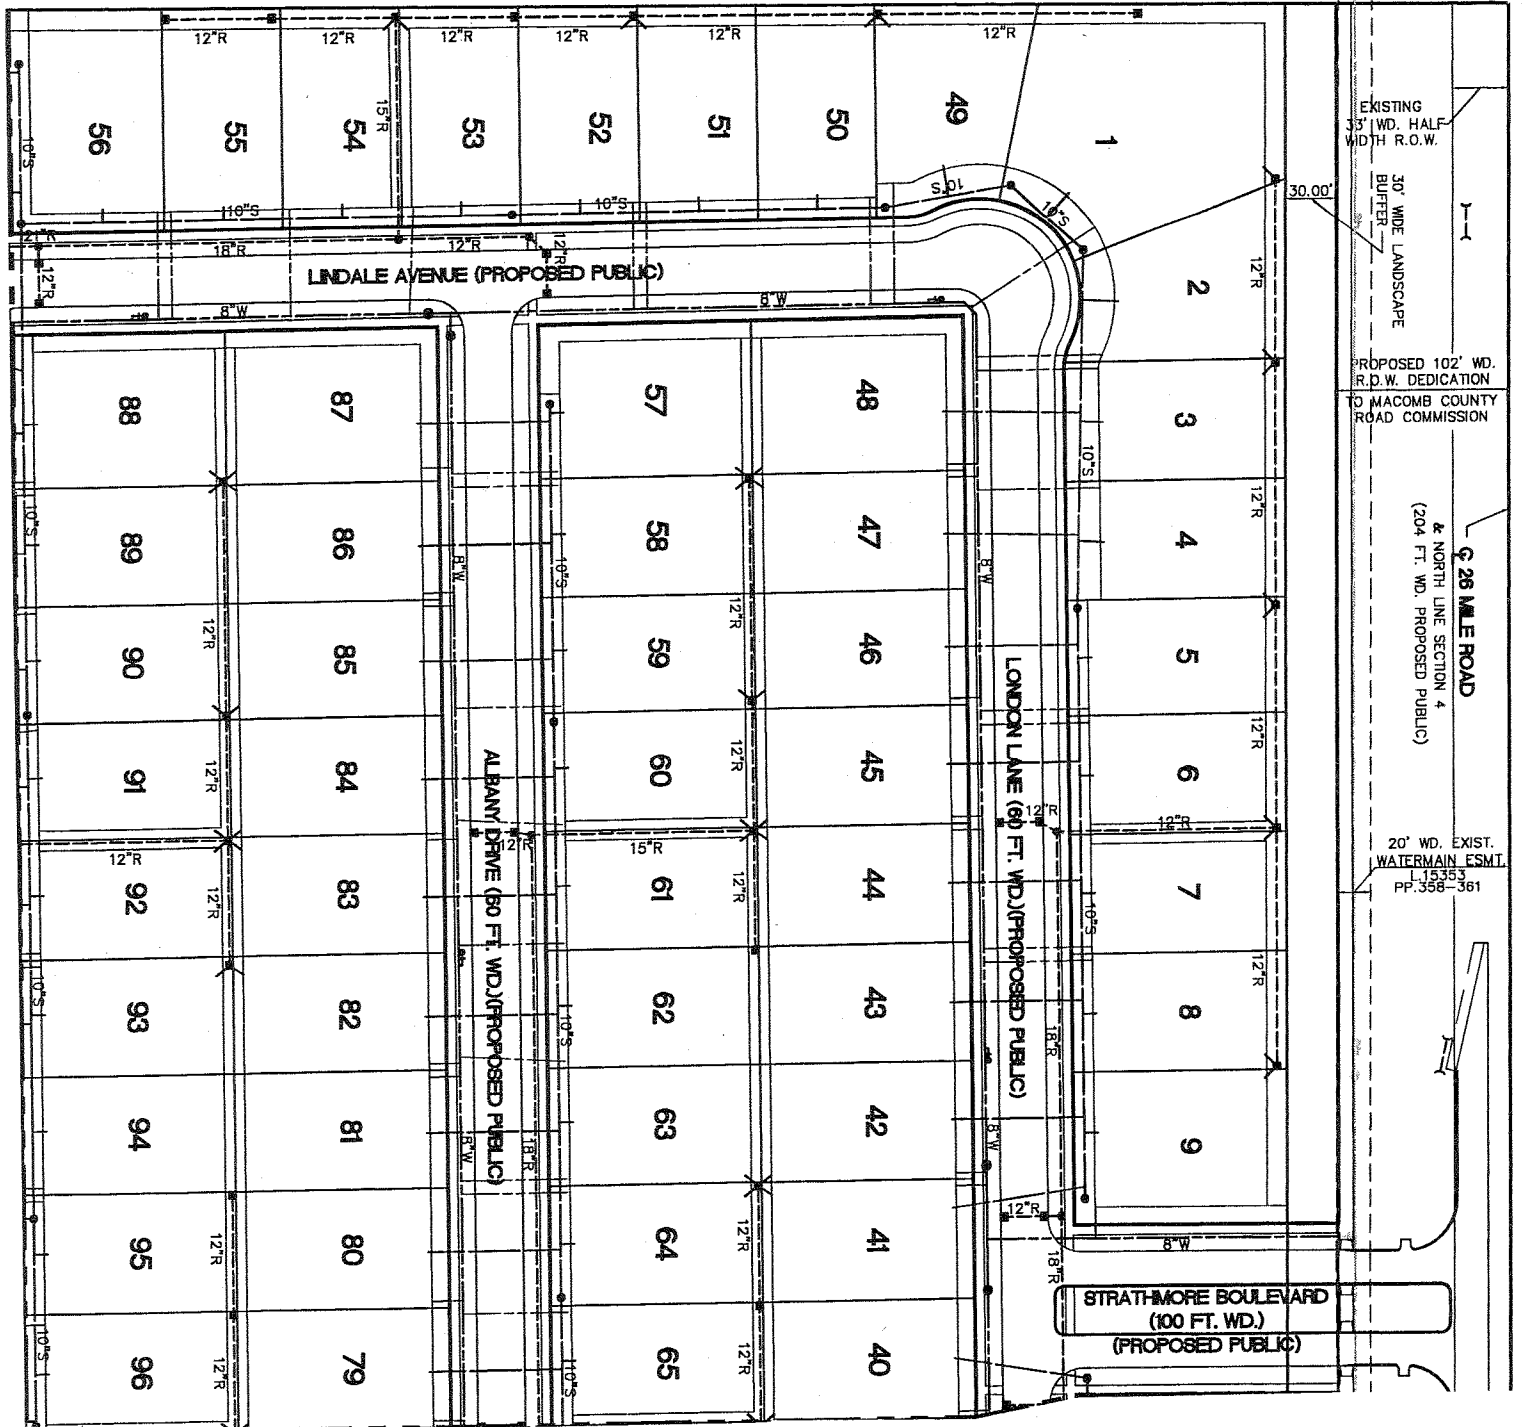 12"R
12"R
12"R
12"R
12"R
12"R
56
55
54
53
52
51
50
49
1
10"S
15"R
10"S
10"S
10"S
10"S
21"R
18"R
12"R
12"R
12"R
LINDALE AVENUE (PROPOSED PUBLIC)
8"W
8"W
EXISTING
33' WD. HALF
WIDTH R.O.W.
30.00'
30' WIDE LANDSCAPE
BUFFER
PROPOSED 102' WD.
R.O.W. DEDICATION
TO MACOMB COUNTY
ROAD COMMISSION
℄ 26 MILE ROAD
& NORTH LINE SECTION 4
(204 FT. WD. PROPOSED PUBLIC)
20' WD. EXIST.
WATERMAIN ESMT.
L.15353
PP.358-361
2
3
4
5
6
7
8
9
12"R
12"R
12"R
12"R
12"R
10"S
10"S
LONDON LANE (60 FT. WD.)(PROPOSED PUBLIC)
12"R
18"R
12"R
18"R
8"W
8"W
8"W
48
47
46
45
44
43
42
41
40
57
58
59
60
61
62
63
64
65
12"R
12"R
12"R
12"R
12"R
15"R
10"S
10"S
10"S
ALBANY DRIVE (60 FT. WD.)(PROPOSED PUBLIC)
12"R
18"R
8"W
8"W
87
86
85
84
83
82
81
80
79
88
89
90
91
92
93
94
95
96
12"R
12"R
12"R
12"R
12"R
12"R
10"S
10"S
10"S
STRATHMORE BOULEVARD
(100 FT. WD.)
(PROPOSED PUBLIC)